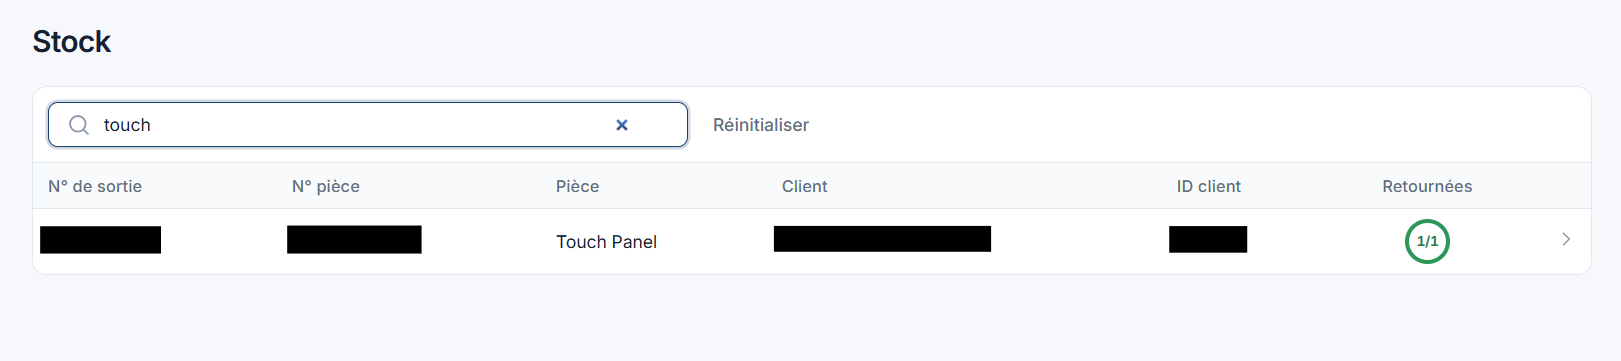 Stock
touch
Réinitialiser
N° de sortie N° pièce Pièce Client ID client Retournées
Touch Panel 1/1